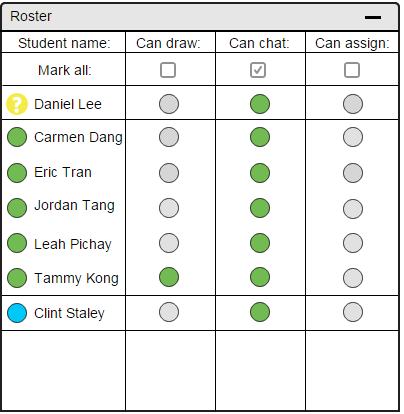 Roster
Student name: Can draw: Can chat: Can assign:
Mark all:
? Daniel Lee
Carmen Dang
Eric Tran
Jordan Tang
Leah Pichay
Tammy Kong
Clint Staley